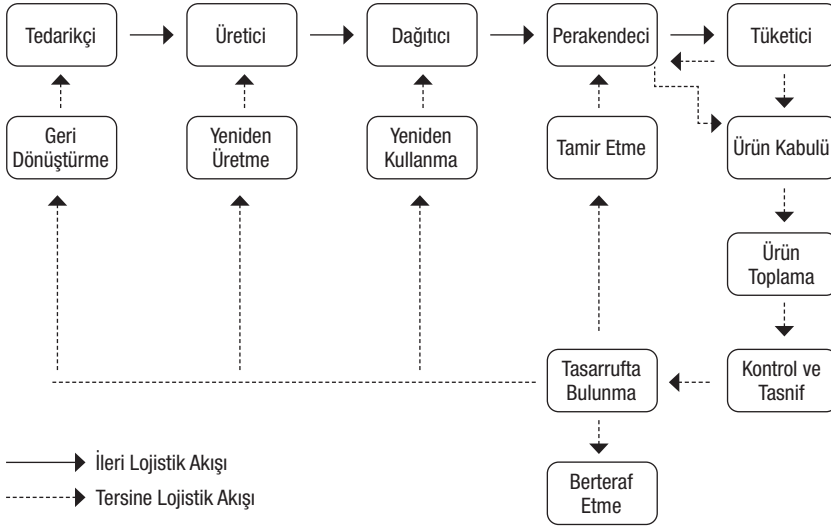 Tedarikçi
Üretici
Dağıtıcı
Perakendeci
Tüketici
Geri
Dönüştürme
Yeniden
Üretme
Yeniden
Kullanma
Tamir Etme
Ürün Kabulü
Ürün
Toplama
Tasarrufta
Bulunma
Kontrol ve
Tasnif
İleri Lojistik Akışı
Tersine Lojistik Akışı
Berteraf
Etme